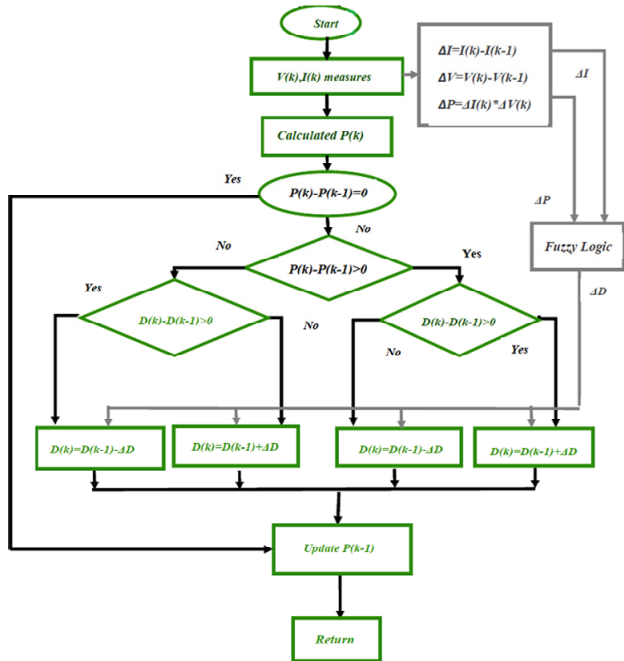 Start
V(k),I(k) measures
ΔI=I(k)-I(k-1)
ΔV=V(k)-V(k-1)
ΔP=ΔI(k)*ΔV(k)
ΔI
Calculated P(k)
Yes
P(k)-P(k-1)=0
ΔP
No
No
Yes
Fuzzy Logic
P(k)-P(k-1)>0
Yes
ΔD
D(k)-D(k-1)>0
No
D(k)-D(k-1)>0
No
Yes
D(k)=D(k-1)-ΔD
D(k)=D(k-1)+ΔD
D(k)=D(k-1)-ΔD
D(k)=D(k-1)+ΔD
Update P(k-1)
Return